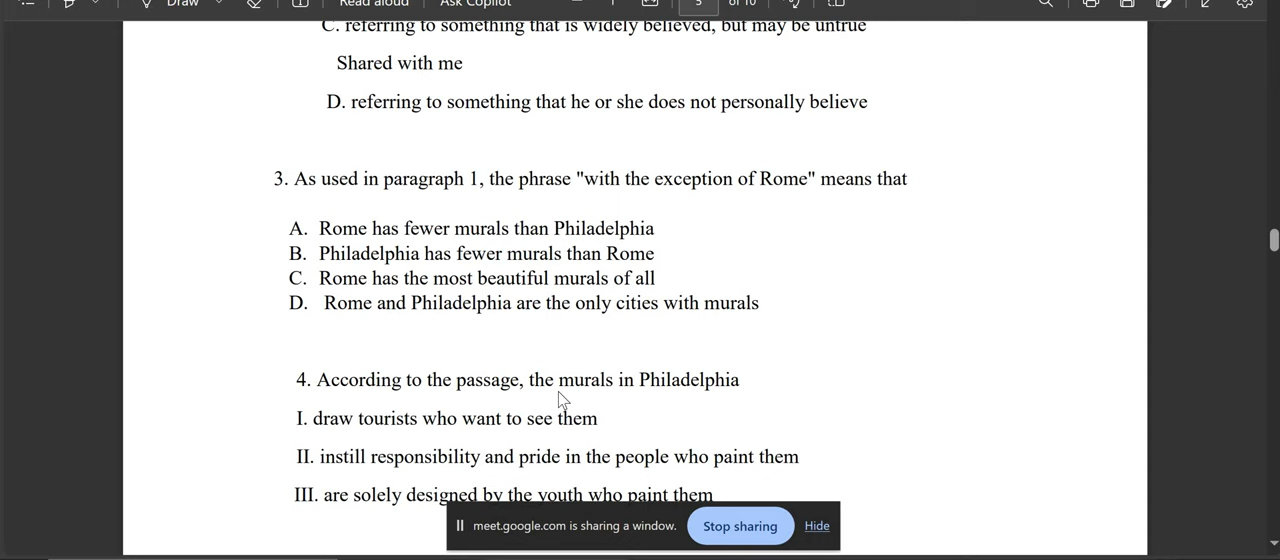 Draw
Read aloud
Ask Copilot
5
of 10
C. referring to something that is widely believed, but may be untrue
Shared with me
D. referring to something that he or she does not personally believe
3. As used in paragraph 1, the phrase "with the exception of Rome" means that
A. Rome has fewer murals than Philadelphia
B. Philadelphia has fewer murals than Rome
C. Rome has the most beautiful murals of all
D. Rome and Philadelphia are the only cities with murals
4. According to the passage, the murals in Philadelphia
I. draw tourists who want to see them
II. instill responsibility and pride in the people who paint them
III. are solely designed by the youth who paint them
meet.google.com is sharing a window.
Stop sharing
Hide